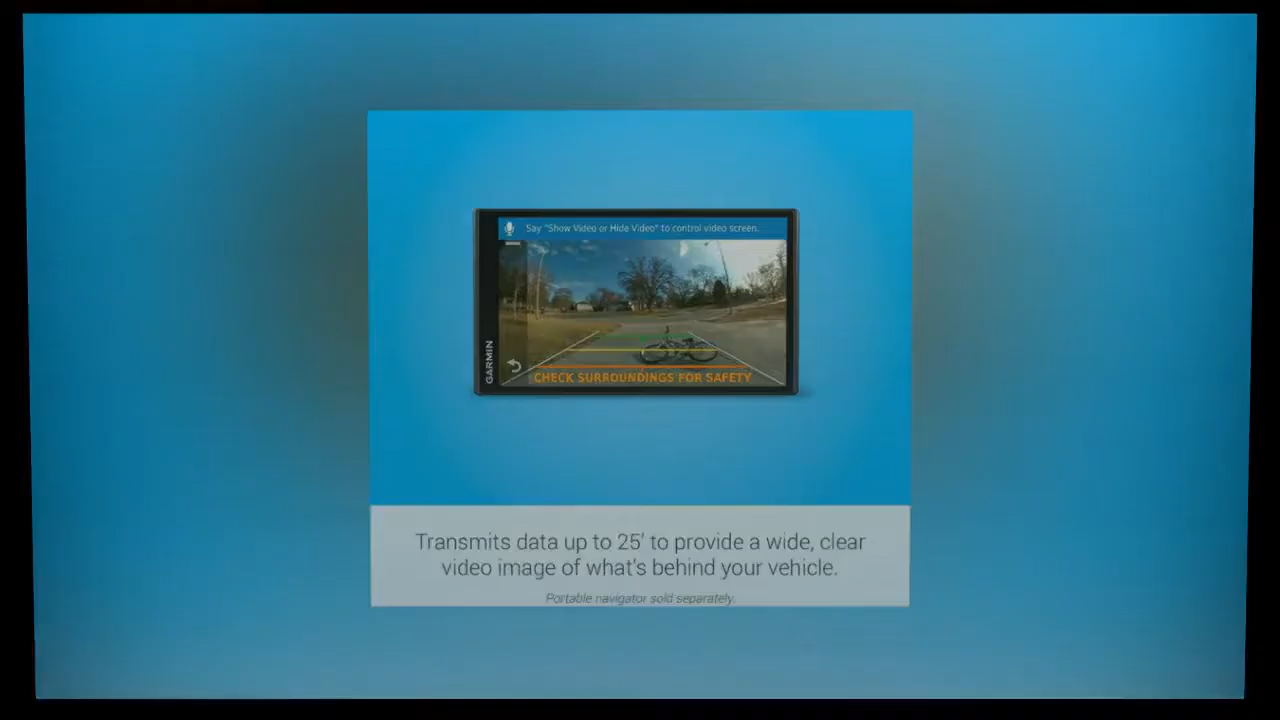 Say "Show Video or Hide Video" to control video screen.
GARMIN
CHECK SURROUNDINGS FOR SAFETY
Transmits data up to 25' to provide a wide, clear
video image of what's behind your vehicle.
Portable navigator sold separately.